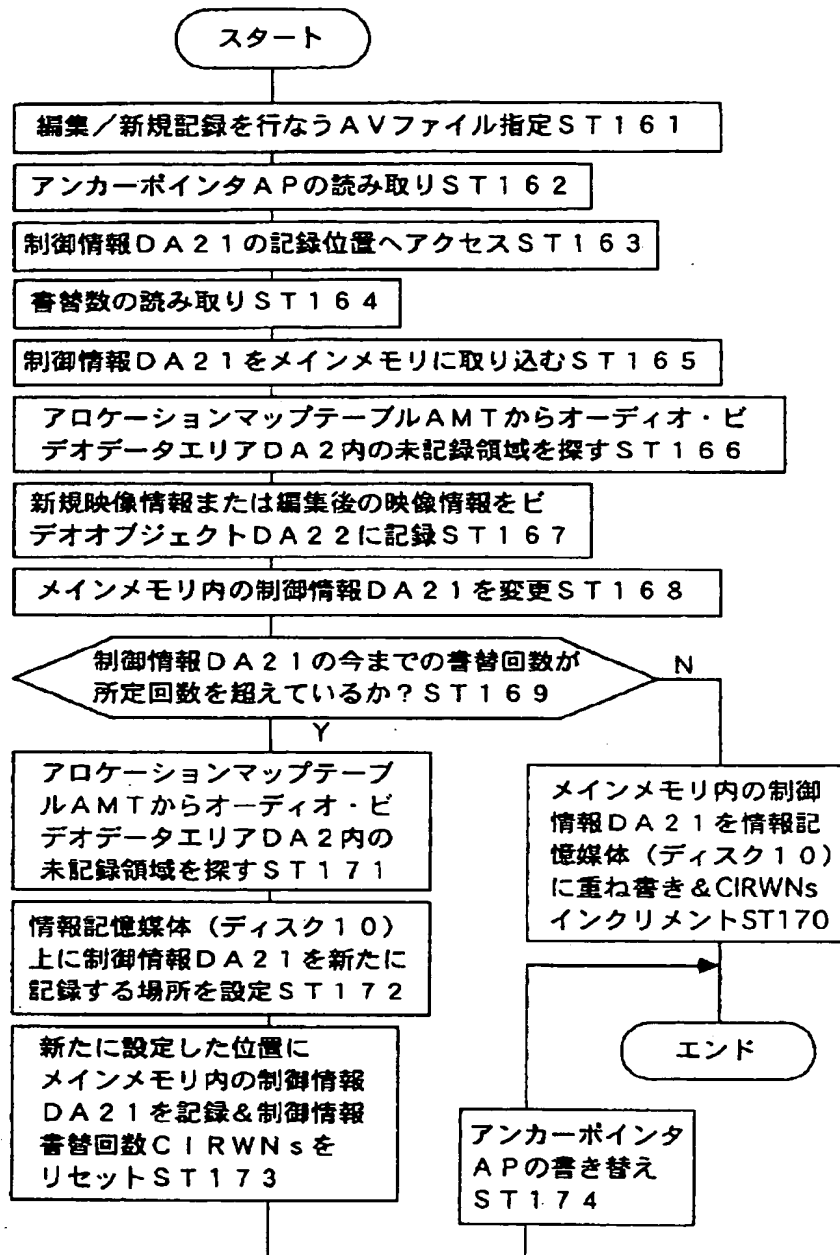 スタート
編集／新規記録を行なうＡＶファイル指定ＳＴ１６１
アンカーポインタＡＰの読み取りＳＴ１６２
制御情報ＤＡ２１の記録位置へアクセスＳＴ１６３
書替数の読み取りＳＴ１６４
制御情報ＤＡ２１をメインメモリに取り込むＳＴ１６５
アロケーションマップテーブルＡＭＴからオーディオ・ビ
デオデータエリアＤＡ２内の未記録領域を探すＳＴ１６６
新規映像情報または編集後の映像情報をビ
デオオブジェクトＤＡ２２に記録ＳＴ１６７
メインメモリ内の制御情報ＤＡ２１を変更ＳＴ１６８
制御情報ＤＡ２１の今までの書替回数が
所定回数を超えているか？ＳＴ１６９
N
Y
アロケーションマップテーブ
ルＡＭＴからオーディオ・ビ
デオデータエリアＤＡ２内の
未記録領域を探すＳＴ１７１
情報記憶媒体（ディスク１０）
上に制御情報ＤＡ２１を新たに
記録する場所を設定ＳＴ１７２
新たに設定した位置に
メインメモリ内の制御情報
ＤＡ２１を記録＆制御情報
書替回数ＣＩＲＷＮｓを
リセットＳＴ１７３
メインメモリ内の制御
情報ＤＡ２１を情報記
憶媒体（ディスク１０）
に重ね書き＆CIRWNs
インクリメントST170
エンド
アンカーポインタ
ＡＰの書き替え
ＳＴ１７４